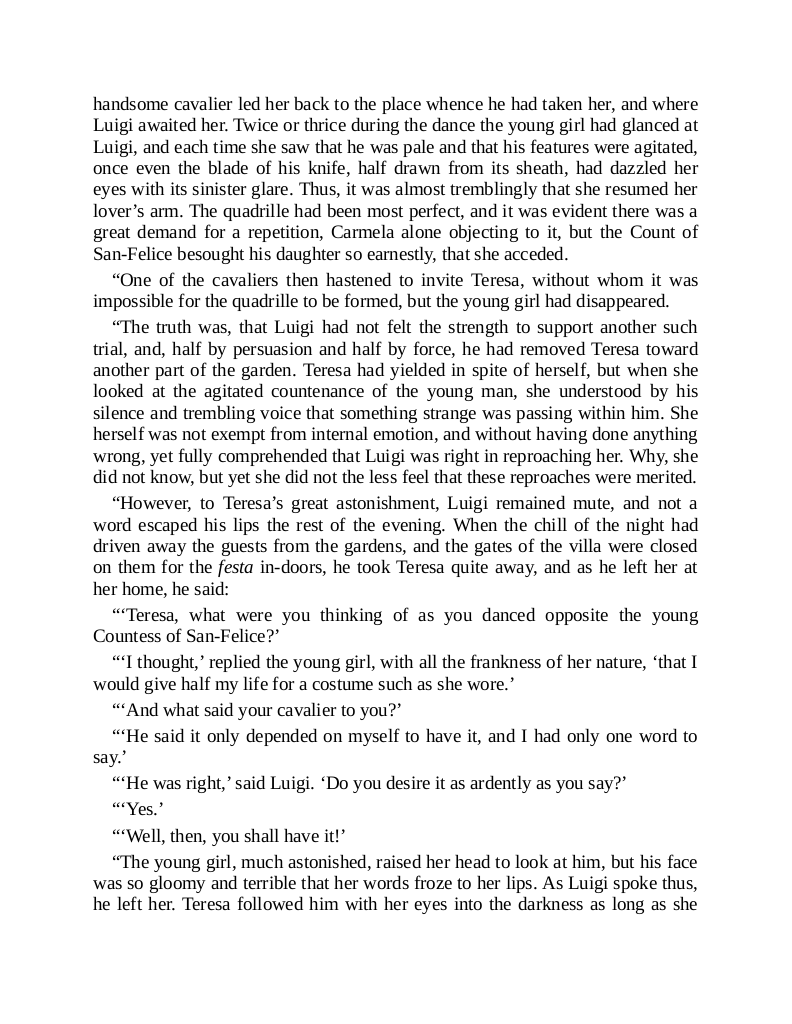 handsome cavalier led her back to the place whence he had taken her, and where
Luigi awaited her. Twice or thrice during the dance the young girl had glanced at
Luigi, and each time she saw that he was pale and that his features were agitated,
once even the blade of his knife, half drawn from its sheath, had dazzled her
eyes with its sinister glare. Thus, it was almost tremblingly that she resumed her
lover’s arm. The quadrille had been most perfect, and it was evident there was a
great demand for a repetition, Carmela alone objecting to it, but the Count of
San-Felice besought his daughter so earnestly, that she acceded.
“One of the cavaliers then hastened to invite Teresa, without whom it was
impossible for the quadrille to be formed, but the young girl had disappeared.
“The truth was, that Luigi had not felt the strength to support another such
trial, and, half by persuasion and half by force, he had removed Teresa toward
another part of the garden. Teresa had yielded in spite of herself, but when she
looked at the agitated countenance of the young man, she understood by his
silence and trembling voice that something strange was passing within him. She
herself was not exempt from internal emotion, and without having done anything
wrong, yet fully comprehended that Luigi was right in reproaching her. Why, she
did not know, but yet she did not the less feel that these reproaches were merited.
“However, to Teresa’s great astonishment, Luigi remained mute, and not a
word escaped his lips the rest of the evening. When the chill of the night had
driven away the guests from the gardens, and the gates of the villa were closed
on them for the festa in-doors, he took Teresa quite away, and as he left her at
her home, he said:
“‘Teresa, what were you thinking of as you danced opposite the young
Countess of San-Felice?’
“‘I thought,’ replied the young girl, with all the frankness of her nature, ‘that I
would give half my life for a costume such as she wore.’
“‘And what said your cavalier to you?’
“‘He said it only depended on myself to have it, and I had only one word to
say.’
“‘He was right,’ said Luigi. ‘Do you desire it as ardently as you say?’
“‘Yes.’
“‘Well, then, you shall have it!’
“The young girl, much astonished, raised her head to look at him, but his face
was so gloomy and terrible that her words froze to her lips. As Luigi spoke thus,
he left her. Teresa followed him with her eyes into the darkness as long as she